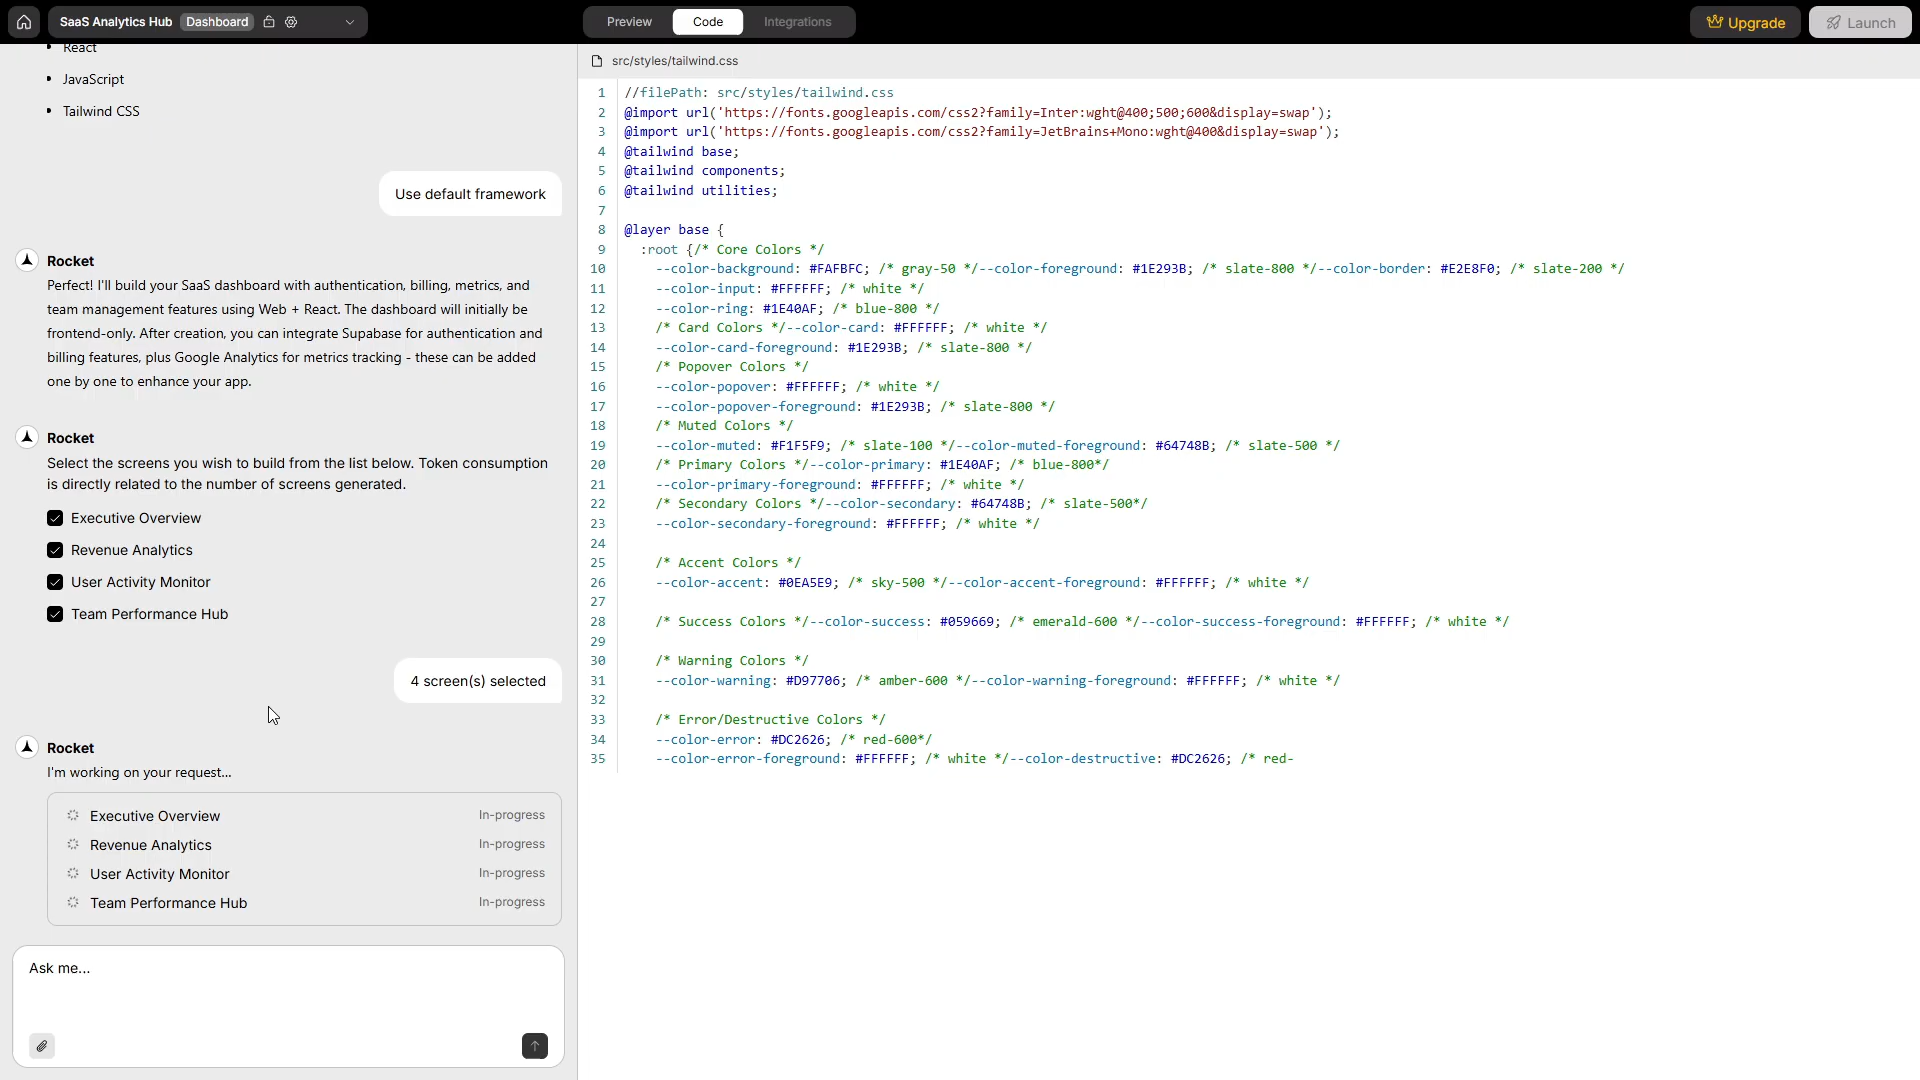 SaaS Analytics Hub Dashboard
Preview Code Integrations
Upgrade Launch
• React
• JavaScript
• Tailwind CSS
Use default framework
Rocket
Perfect! I'll build your SaaS dashboard with authentication, billing, metrics, and
team management features using Web + React. The dashboard will initially be
frontend-only. After creation, you can integrate Supabase for authentication and
billing features, plus Google Analytics for metrics tracking - these can be added
one by one to enhance your app.
Rocket
Select the screens you wish to build from the list below. Token consumption
is directly related to the number of screens generated.
Executive Overview
Revenue Analytics
User Activity Monitor
Team Performance Hub
4 screen(s) selected
Rocket
I'm working on your request...
Executive Overview In-progress
Revenue Analytics In-progress
User Activity Monitor In-progress
Team Performance Hub In-progress
Ask me...
src/styles/tailwind.css
1 //filePath: src/styles/tailwind.css
2 @import url('https://fonts.googleapis.com/css2?family=Inter:wght@400;500;600&display=swap');
3 @import url('https://fonts.googleapis.com/css2?family=JetBrains+Mono:wght@400&display=swap');
4 @tailwind base;
5 @tailwind components;
6 @tailwind utilities;
7
8 @layer base {
9 :root {/* Core Colors */
10 --color-background: #FAFBFC; /* gray-50 */--color-foreground: #1E293B; /* slate-800 */--color-border: #E2E8F0; /* slate-200 */
11 --color-input: #FFFFFF; /* white */
12 --color-ring: #1E40AF; /* blue-800 */
13 /* Card Colors */--color-card: #FFFFFF; /* white */
14 --color-card-foreground: #1E293B; /* slate-800 */
15 /* Popover Colors */
16 --color-popover: #FFFFFF; /* white */
17 --color-popover-foreground: #1E293B; /* slate-800 */
18 /* Muted Colors */
19 --color-muted: #F1F5F9; /* slate-100 */--color-muted-foreground: #64748B; /* slate-500 */
20 /* Primary Colors */--color-primary: #1E40AF; /* blue-800*/
21 --color-primary-foreground: #FFFFFF; /* white */
22 /* Secondary Colors */--color-secondary: #64748B; /* slate-500*/
23 --color-secondary-foreground: #FFFFFF; /* white */
24
25 /* Accent Colors */
26 --color-accent: #0EA5E9; /* sky-500 */--color-accent-foreground: #FFFFFF; /* white */
27
28 /* Success Colors */--color-success: #059669; /* emerald-600 */--color-success-foreground: #FFFFFF; /* white */
29
30 /* Warning Colors */
31 --color-warning: #D97706; /* amber-600 */--color-warning-foreground: #FFFFFF; /* white */
32
33 /* Error/Destructive Colors */
34 --color-error: #DC2626; /* red-600*/
35 --color-error-foreground: #FFFFFF; /* white */--color-destructive: #DC2626; /* red-